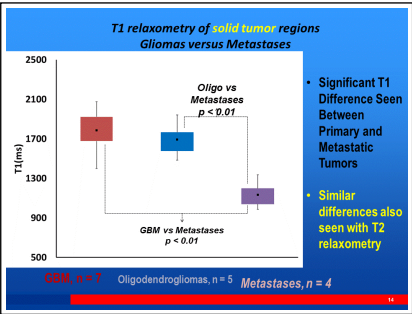 T1 relaxometry of solid tumor regions
Gliomas versus Metastases
2500
2100
1700
1300
900
500
T1(ms)
Oligo vs
Metastases
p < 0.01
GBM vs Metastases
p < 0.01
GBM, n = 7
Oligodendrogliomas, n = 5
Metastases, n = 4
• Significant T1
Difference Seen
Between
Primary and
Metastatic
Tumors
• Similar
differences also
seen with T2
relaxometry
14